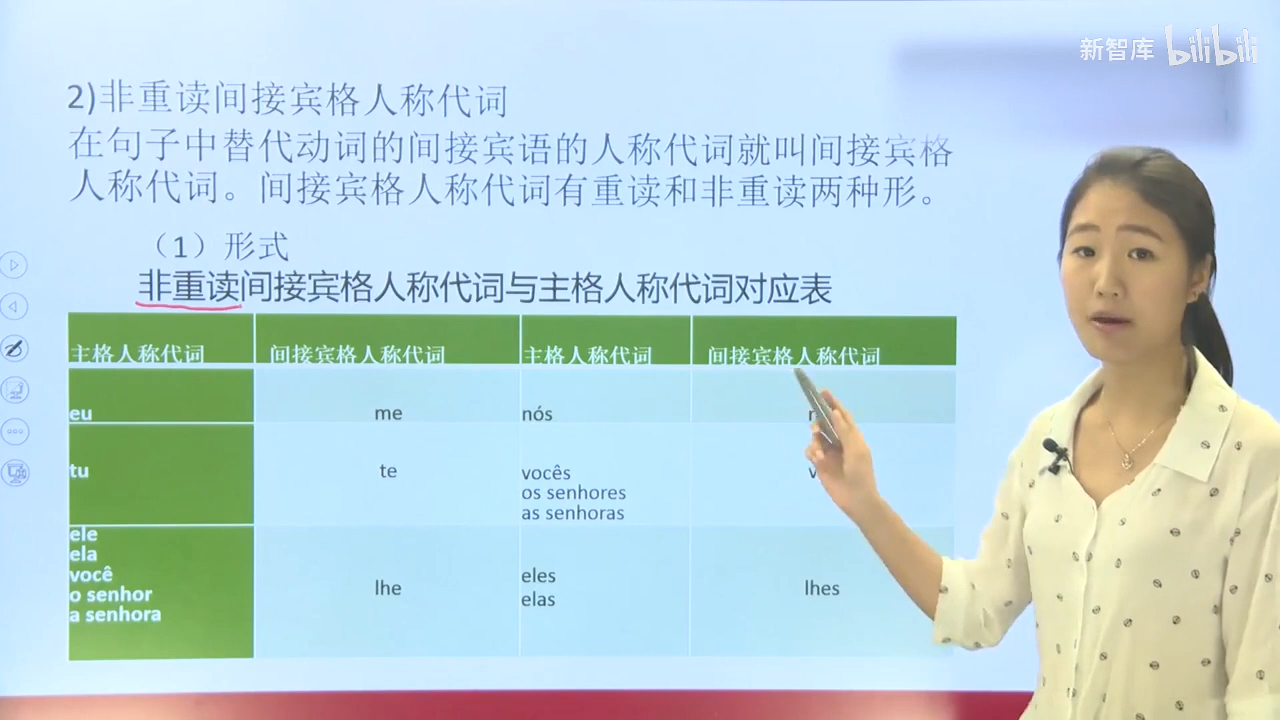 新智库 bilibili
2)非重读间接宾格人称代词
在句子中替代动词的间接宾语的人称代词就叫间接宾格
人称代词。间接宾格人称代词有重读和非重读两种形。
（1）形式
非重读间接宾格人称代词与主格人称代词对应表
主格人称代词 间接宾格人称代词 主格人称代词 间接宾格人称代词
eu me nós
tu te vocês
os senhores
as senhoras
ele
ela
você
o senhor
a senhora
lhe
eles
elas
lhes